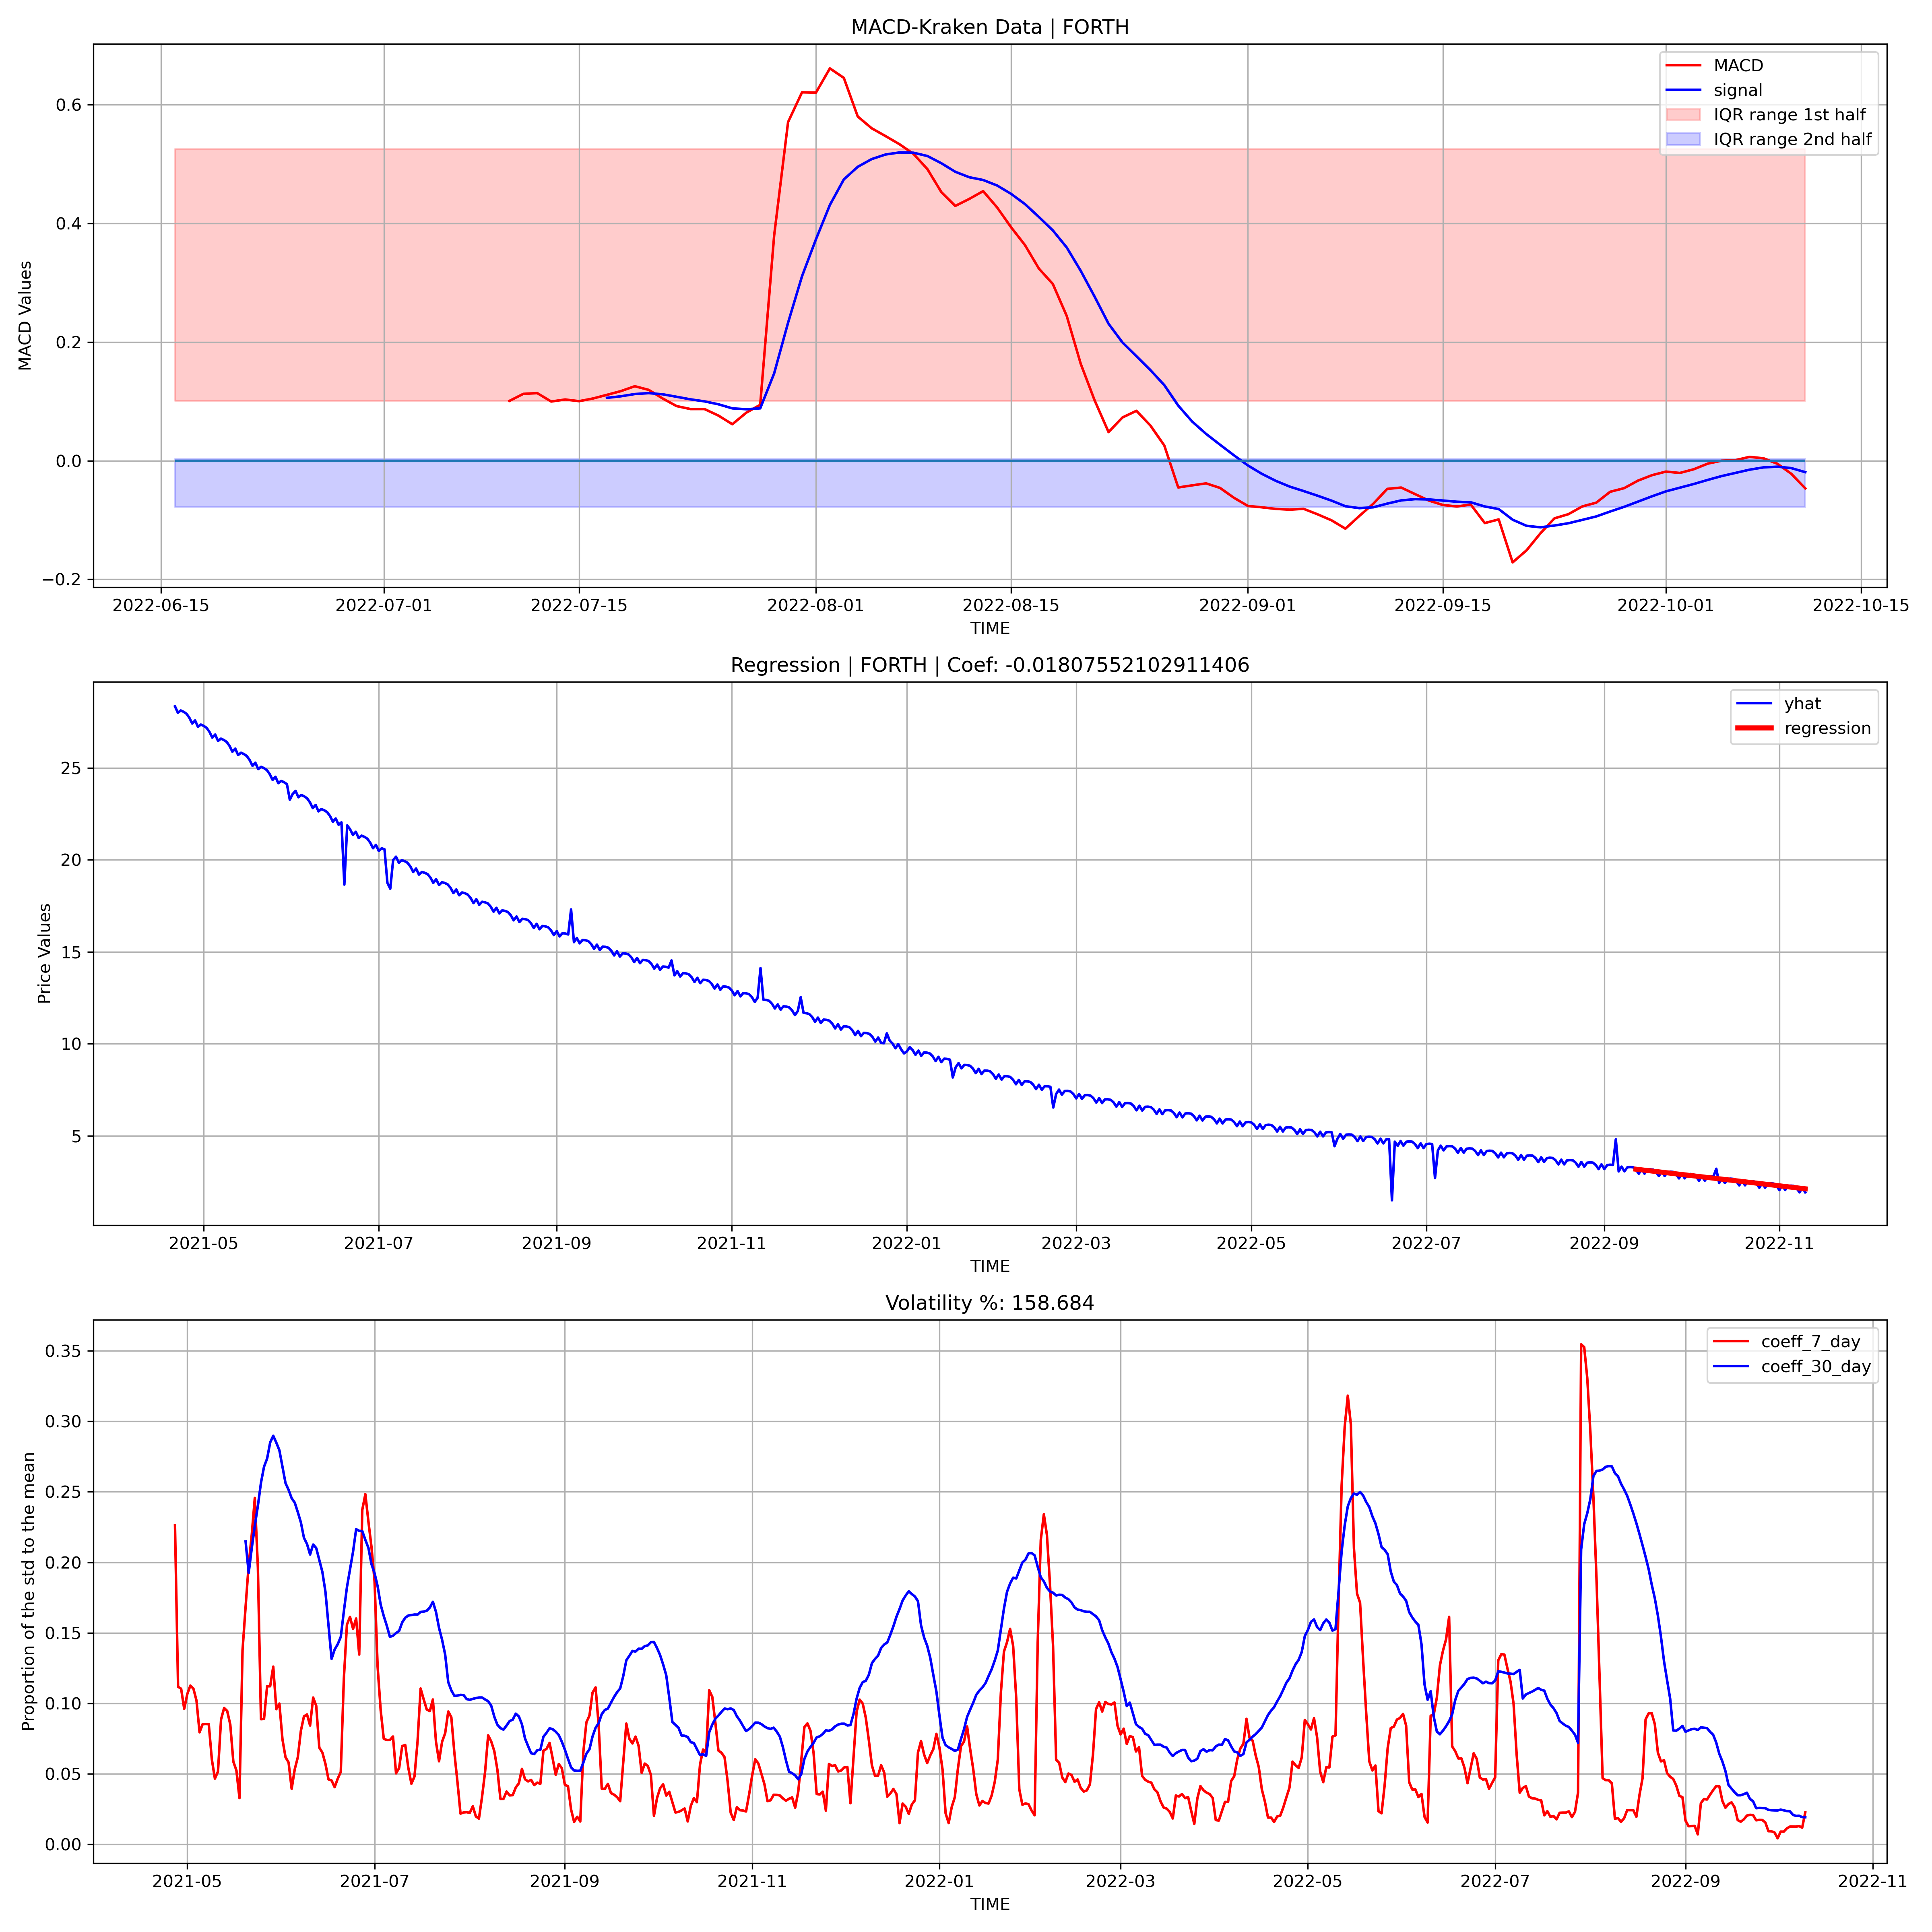 MACD-Kraken Data | FORTH
MACD
signal
IQR range 1st half
IQR range 2nd half
MACD Values
0.6
0.4
0.2
0.0
−0.2
2022-06-15 2022-07-01 2022-07-15 2022-08-01 2022-08-15 2022-09-01 2022-09-15 2022-10-01 2022-10-15
TIME
Regression | FORTH | Coef: -0.01807552102911406
yhat
regression
Price Values
25
20
15
10
5
2021-05 2021-07 2021-09 2021-11 2022-01 2022-03 2022-05 2022-07 2022-09 2022-11
TIME
Volatility %: 158.684
coeff_7_day
coeff_30_day
Proportion of the std to the mean
0.35
0.30
0.25
0.20
0.15
0.10
0.05
0.00
2021-05 2021-07 2021-09 2021-11 2022-01 2022-03 2022-05 2022-07 2022-09 2022-11
TIME